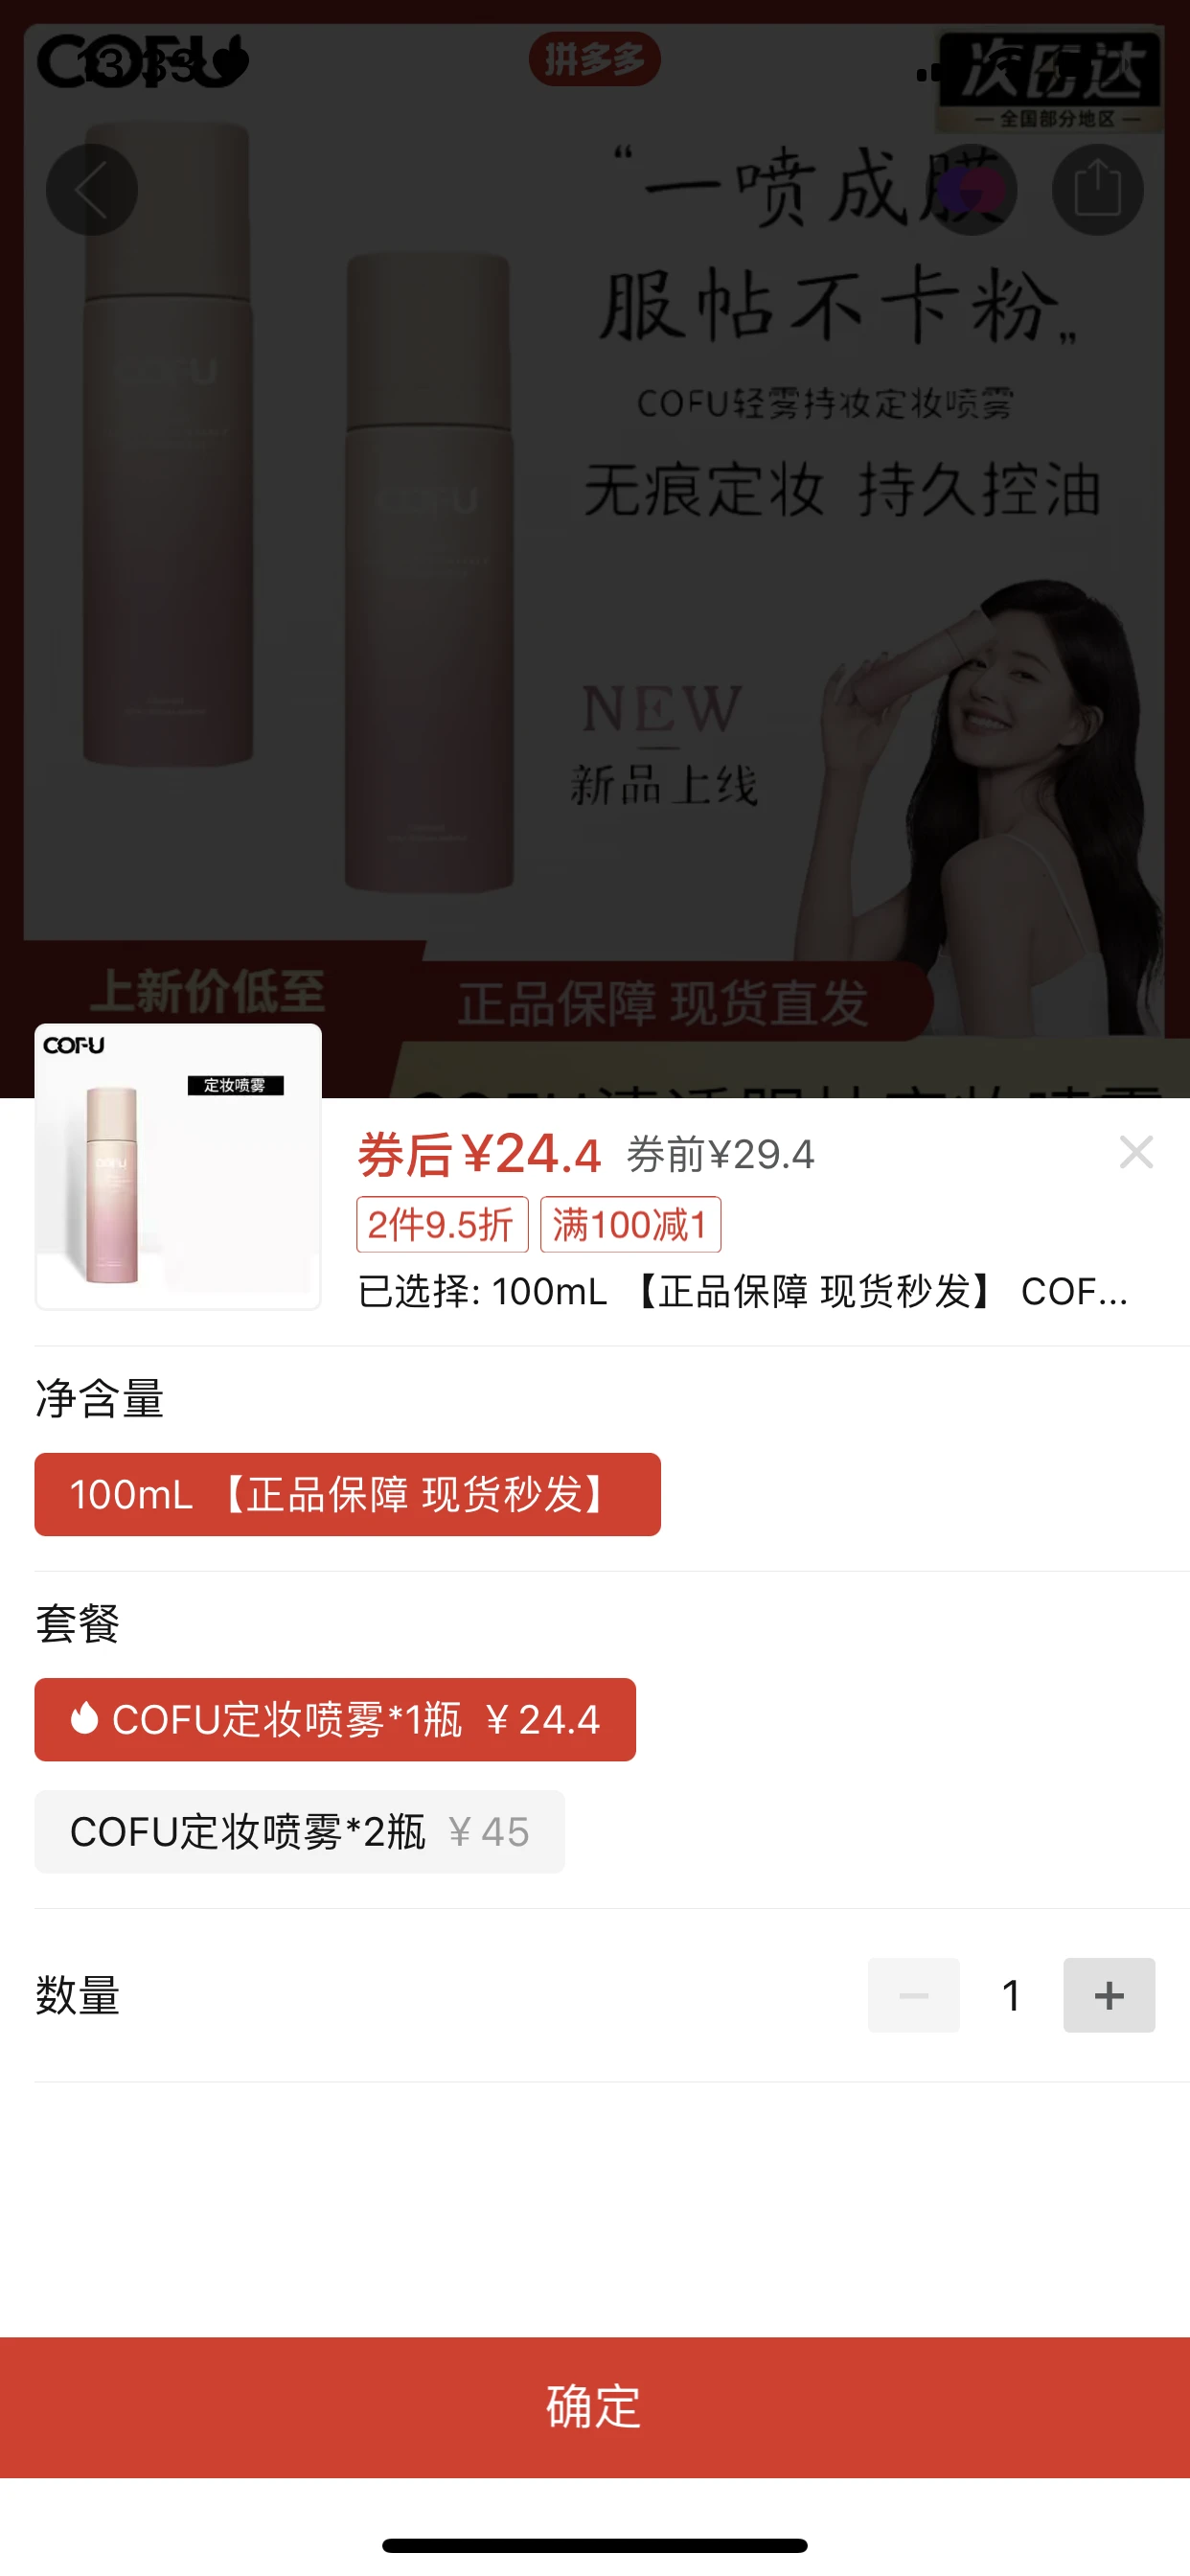 COFU
13:33
拼多多
次日达
全国部分地区
“一喷成膜
服帖不卡粉”
COFU轻雾持妆定妆喷雾
无痕定妆 持久控油
COFU
COFU
NEW
新品上线
上新价低至
正品保障 现货直发
COFU
定妆喷雾
COFU
券后¥24.4 券前¥29.4
2件9.5折 满100减1
已选择: 100mL 【正品保障 现货秒发】 COF...
净含量
100mL 【正品保障 现货秒发】
套餐
COFU定妆喷雾*1瓶 ¥24.4
COFU定妆喷雾*2瓶 ¥45
数量
1
确定